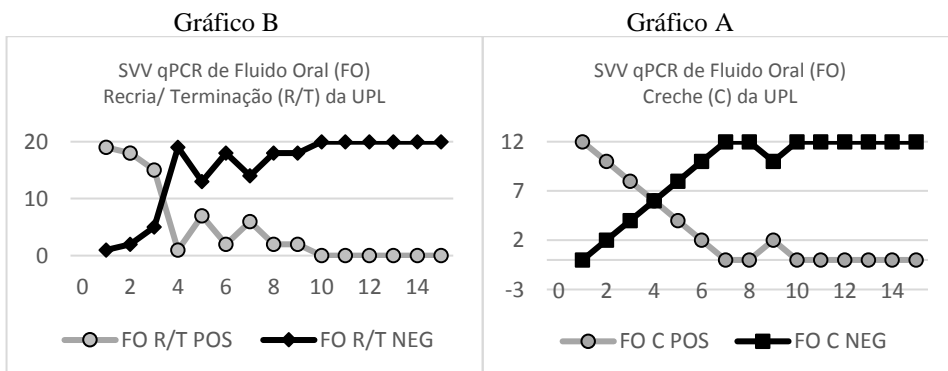 Gráfico B
SVV qPCR de Fluido Oral (FO)
Recria/ Terminação (R/T) da UPL
20
10
0
0 2 4 6 8 10 12 14
FO R/T POS FO R/T NEG
Gráfico A
SVV qPCR de Fluido Oral (FO)
Creche (C) da UPL
12
7
2
-3
0 2 4 6 8 10 12 14
FO C POS FO C NEG